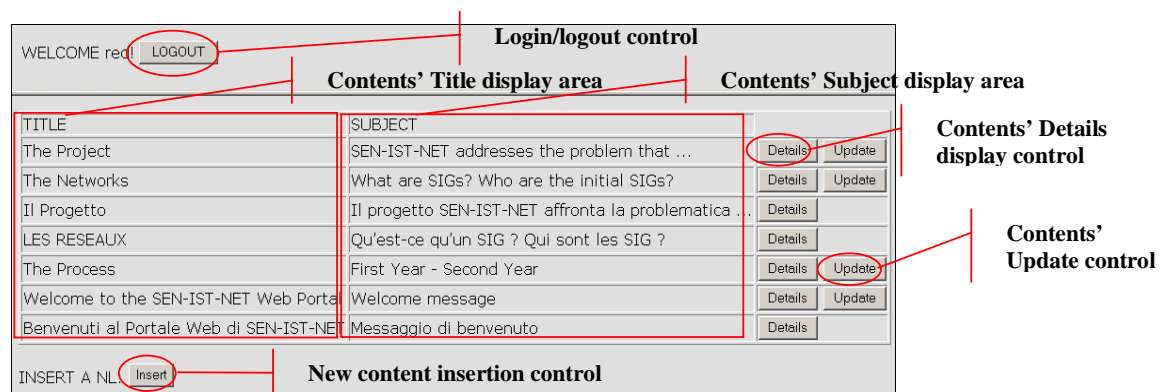 Login/logout control
WELCOME red! LOGOUT
Contents' Title display area
Contents' Subject display area
TITLE SUBJECT
Contents' Details
display control
The Project SEN-IST-NET addresses the problem that ... Details Update
The Networks What are SIGs? Who are the initial SIGs? Details Update
Il Progetto Il progetto SEN-IST-NET affronta la problematica ... Details
LES RESEAUX Qu'est-ce qu'un SIG ? Qui sont les SIG ? Details
Contents'
Update control
The Process First Year - Second Year Details Update
Welcome to the SEN-IST-NET Web Portal Welcome message Details Update
Benvenuti al Portale Web di SEN-IST-NET Messaggio di benvenuto Details
INSERT A Insert
New content insertion control